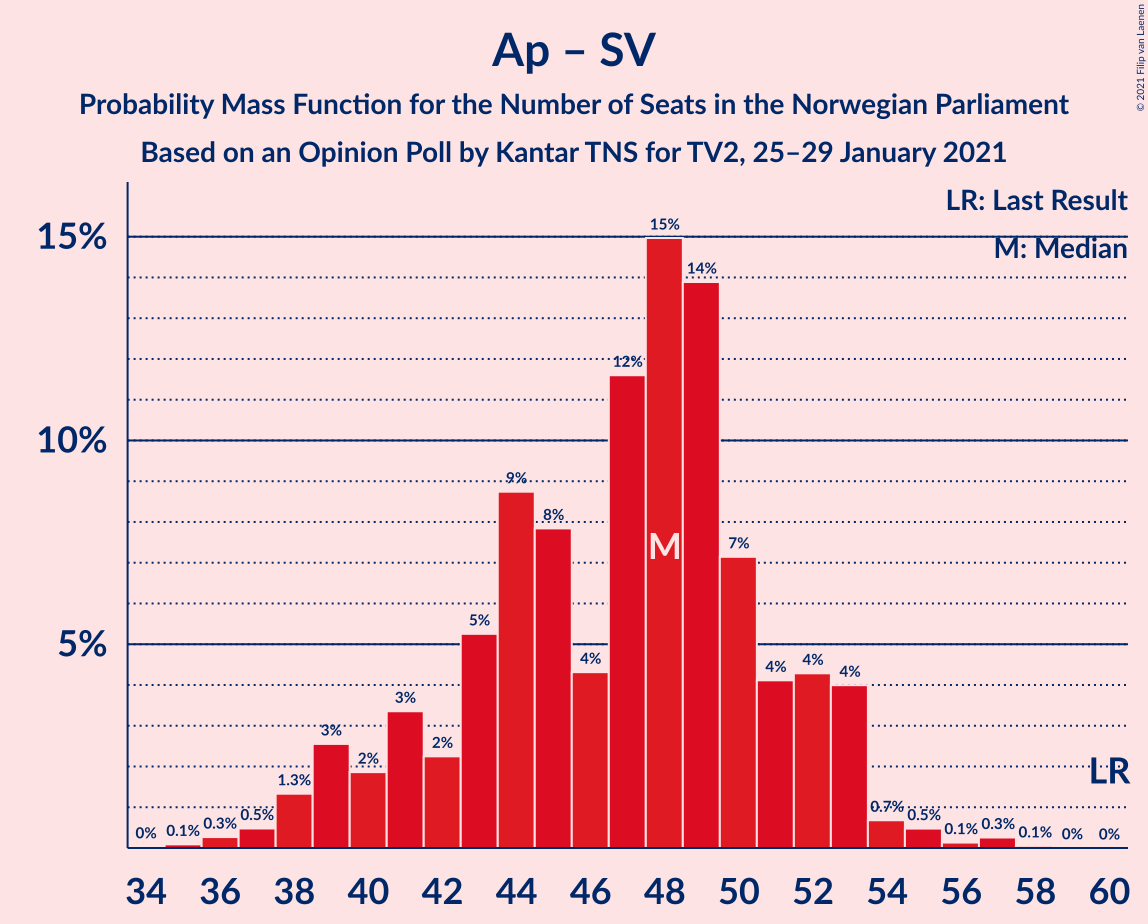 © 2021 Filip van Laenen
Ap – SV
Probability Mass Function for the Number of Seats in the Norwegian Parliament
Based on an Opinion Poll by Kantar TNS for TV2, 25–29 January 2021
LR: Last Result
M: Median
15%
10%
5%
0% 0.1% 0.3% 0.5% 1.3% 3% 2% 3% 2% 5% 9% 8% 4% 12% 15% 14% 7% 4% 4% 4% 0.7% 0.5% 0.1% 0.3% 0.1% 0% 0%
M
LR
34 36 38 40 42 44 46 48 50 52 54 56 58 60